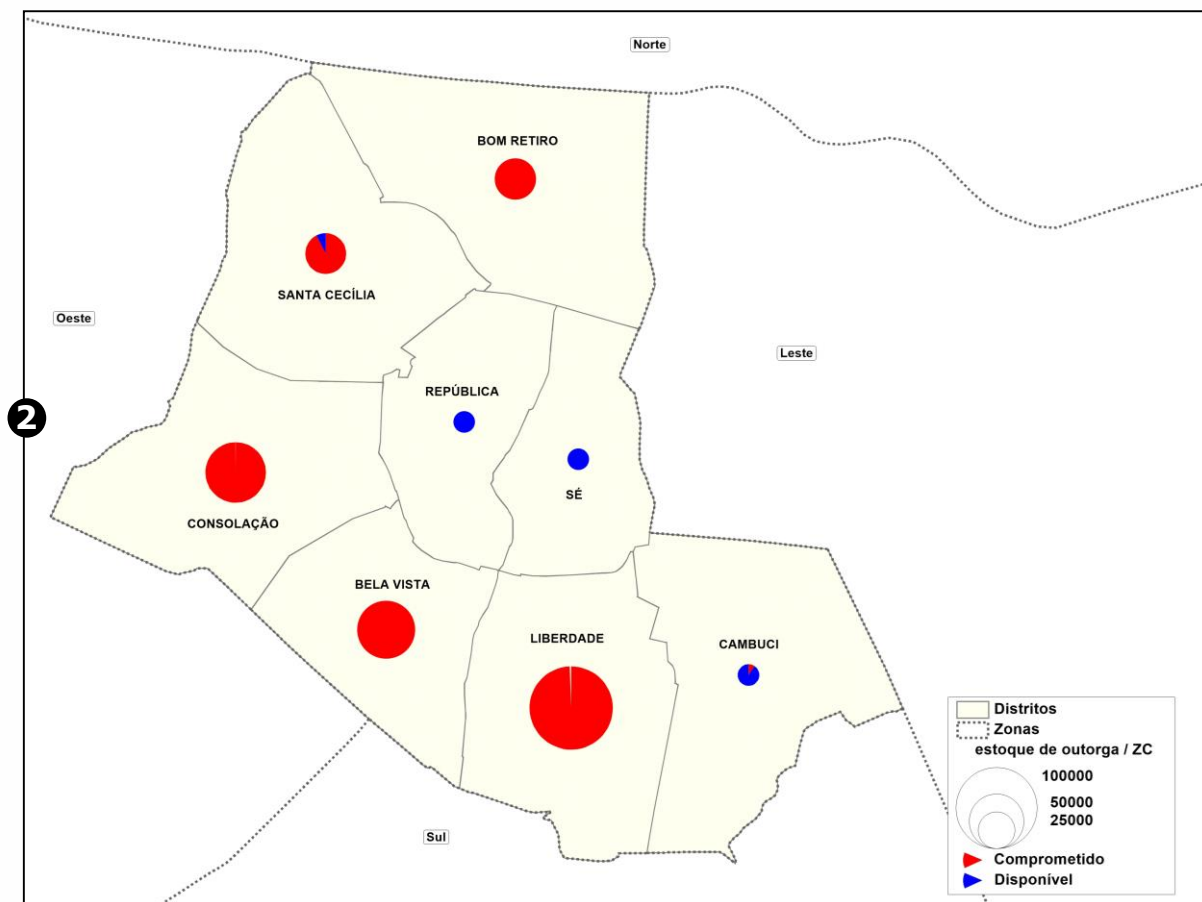 Norte
BOM RETIRO
SANTA CECÍLIA
Oeste
Leste
REPÚBLICA
2
SÉ
CONSOLAÇÃO
BELA VISTA
LIBERDADE
CAMBUCI
Sul
Distritos
Zonas
estoque de outorga / ZC
100000
50000
25000
Comprometido
Disponível